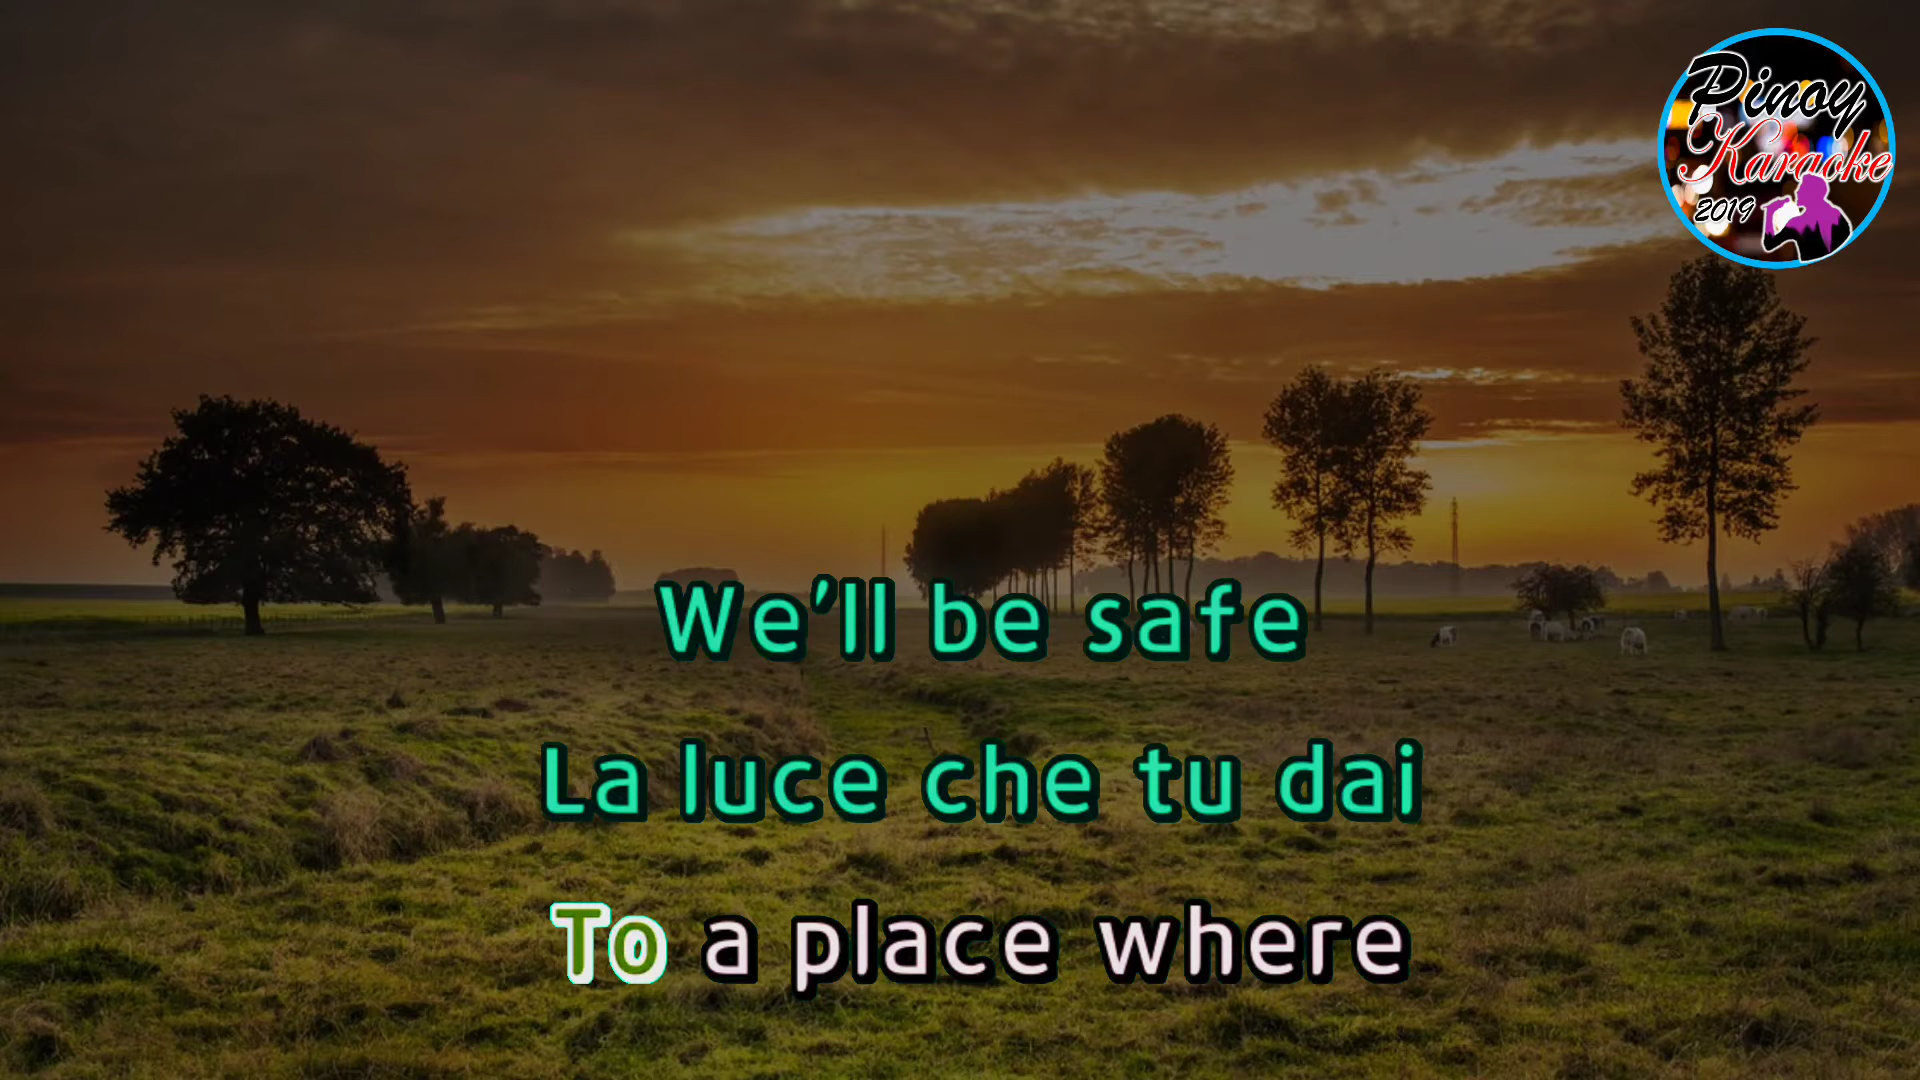 Pinoy
Karaoke
2019
We'll be safe
La luce che tu dai
To a place where